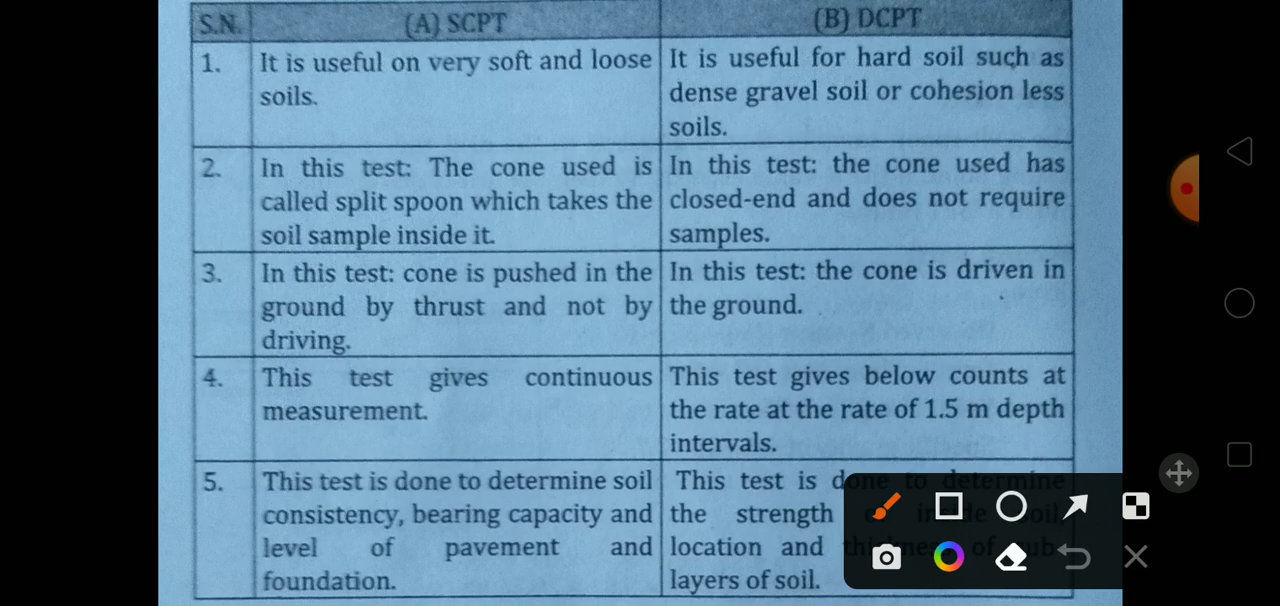 S.N.
(A) SCPT
(B) DCPT
1.
It is useful on very soft and loose
soils.
It is useful for hard soil such as
dense gravel soil or cohesion less
soils.
2.
In this test: The cone used is
called split spoon which takes the
soil sample inside it.
In this test: the cone used has
closed-end and does not require
samples.
3.
In this test: cone is pushed in the
ground by thrust and not by
driving.
In this test: the cone is driven in
the ground.
4.
This test gives continuous
measurement.
This test gives below counts at
the rate at the rate of 1.5 m depth
intervals.
5.
This test is done to determine soil
consistency, bearing capacity and
level of pavement and
foundation.
This test is done to determine
the strength soil
location and of
layers of soil.